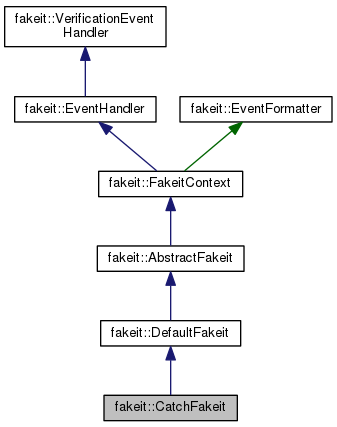 fakeit::VerificationEvent
Handler
fakeit::EventHandler
fakeit::EventFormatter
fakeit::FakeitContext
fakeit::AbstractFakeit
fakeit::DefaultFakeit
fakeit::CatchFakeit